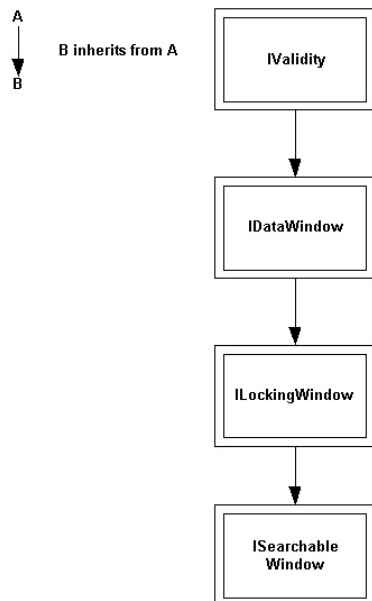 A
B inherits from A
B
IValidity
IDataWindow
ILockingWindow
ISearchable
Window